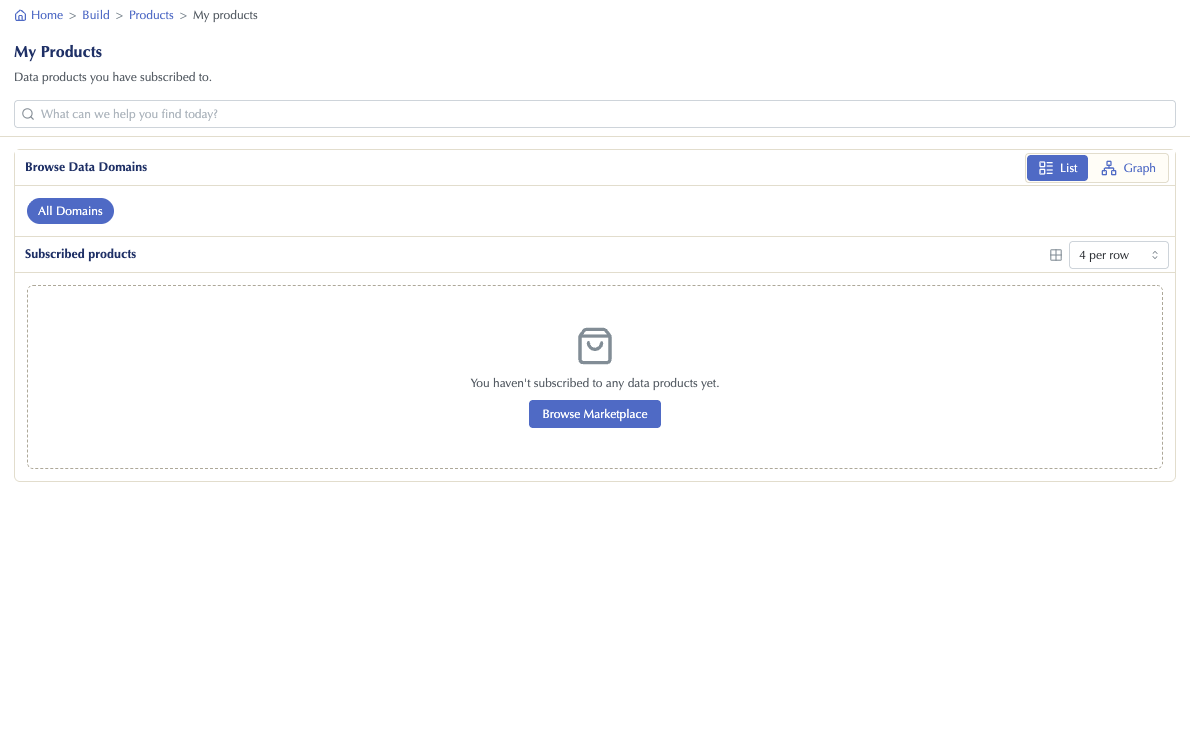 Home > Build > Products > My products
My Products
Data products you have subscribed to.
What can we help you find today?
Browse Data Domains
List
Graph
All Domains
Subscribed products
4 per row
You haven't subscribed to any data products yet.
Browse Marketplace